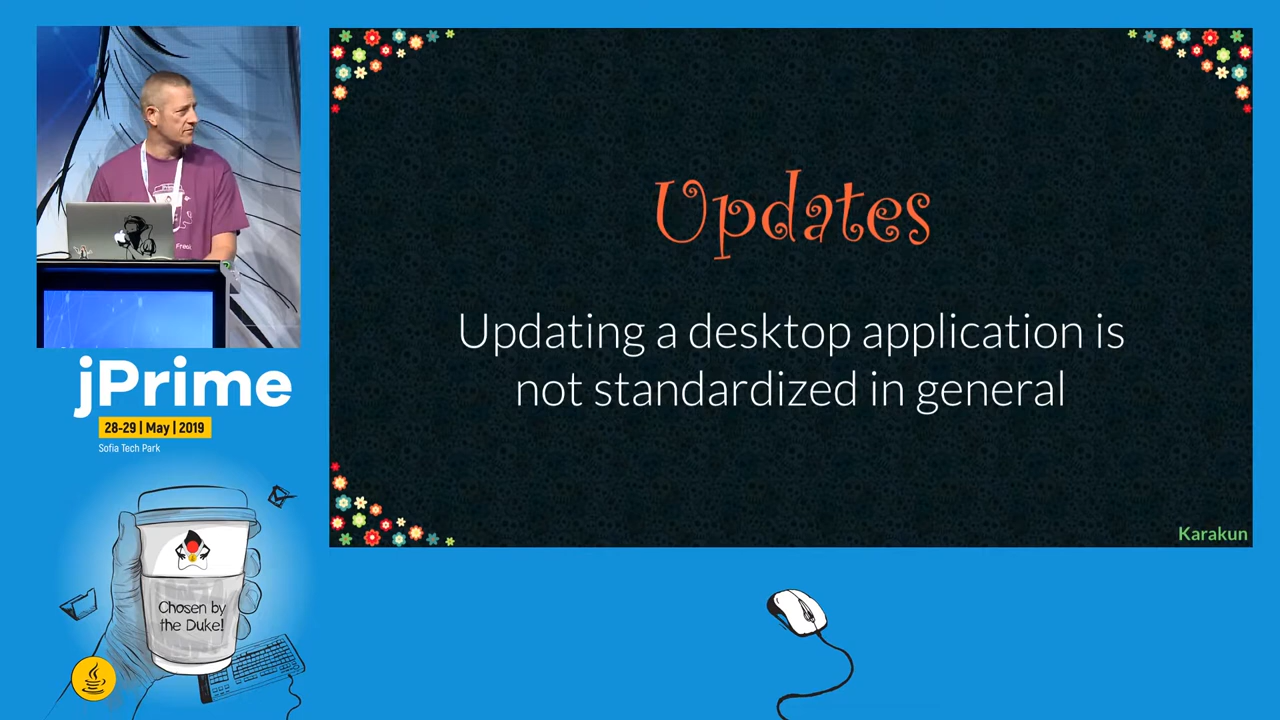 Updates
Updating a desktop application is
not standardized in general
Karakun
jPrime
28-29 | May | 2019
Sofia Tech Park
Chosen by
the Duke!